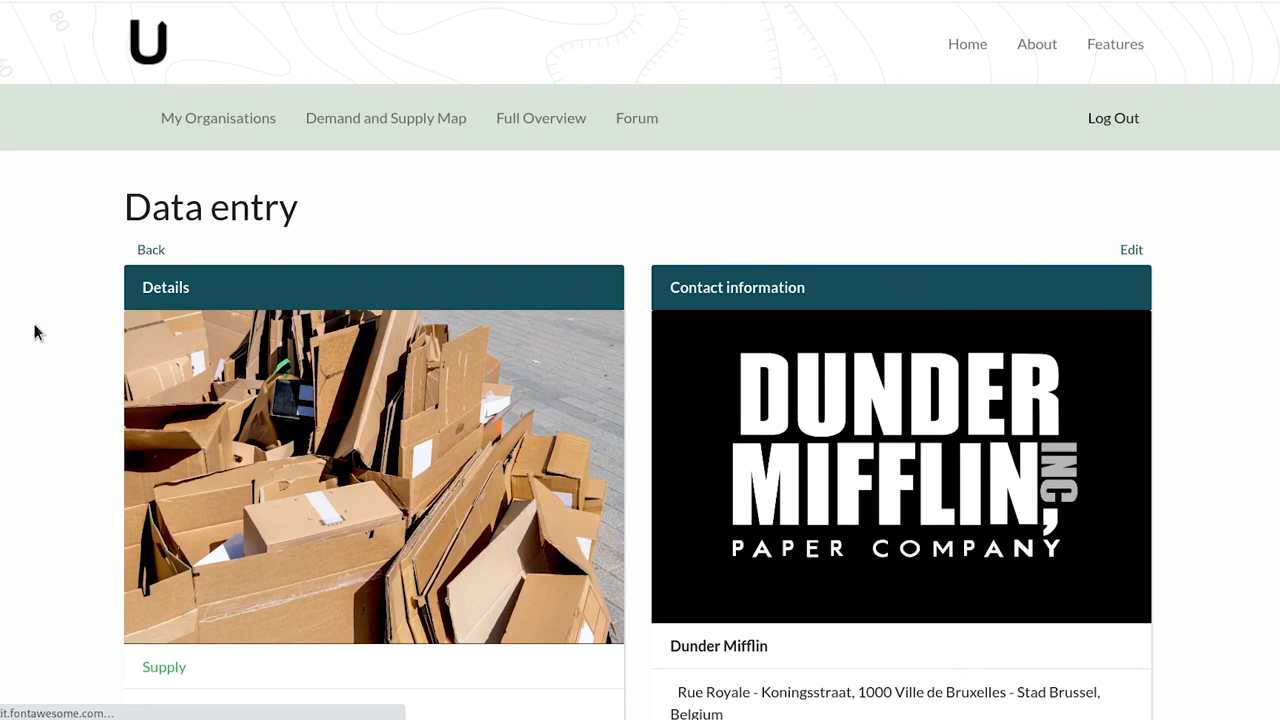 80
U
Home About Features
My Organisations Demand and Supply Map Full Overview Forum Log Out
Data entry
Back Edit
Details
Contact information
DUNDER
MIFFLIN, INC
PAPER COMPANY
Supply
Dunder Mifflin
Rue Royale - Koningsstraat, 1000 Ville de Bruxelles - Stad Brussel,
Belgium
it.fontawesome.com…